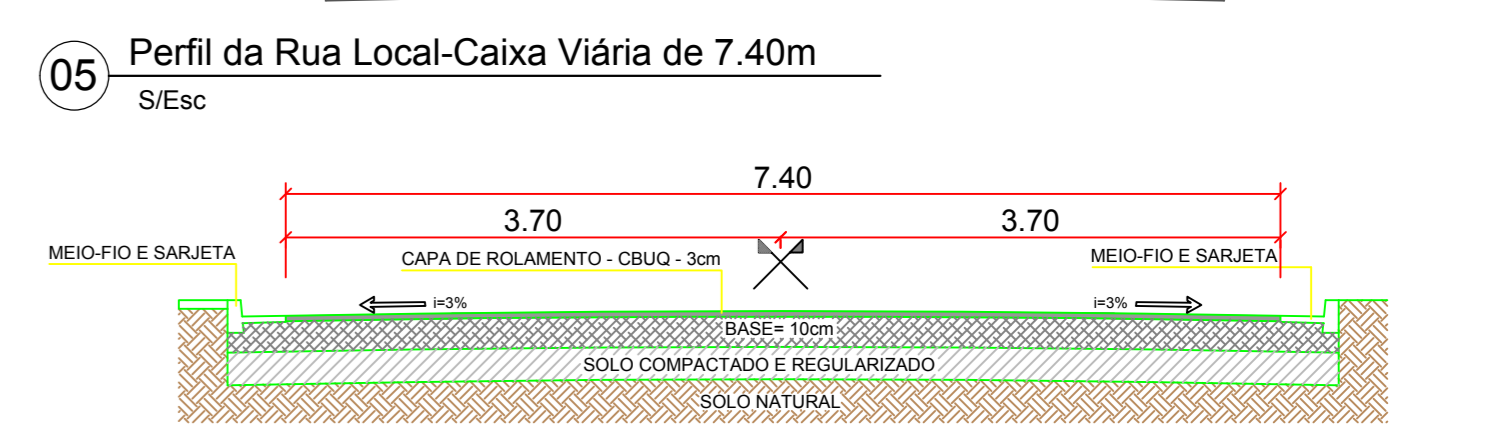 05
Perfil da Rua Local-Caixa Viária de 7.40m
S/Esc
7.40
3.70
3.70
MEIO-FIO E SARJETA
CAPA DE ROLAMENTO - CBUQ - 3cm
MEIO-FIO E SARJETA
i=3%
i=3%
BASE= 10cm
SOLO COMPACTADO E REGULARIZADO
SOLO NATURAL